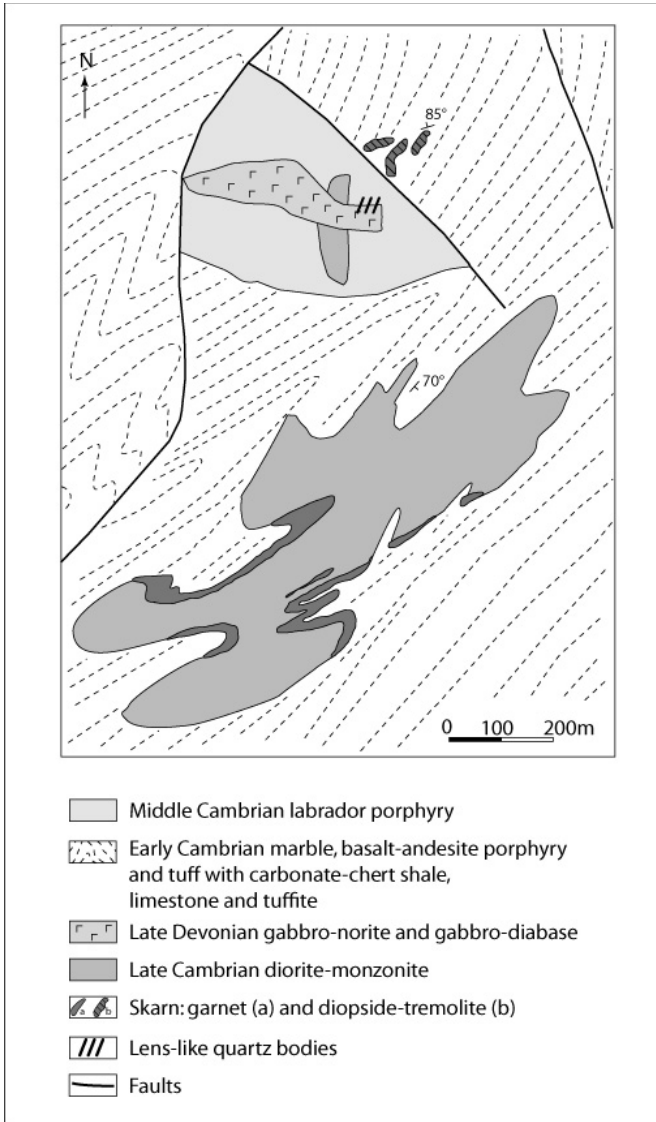 N
85°
70°
0 100 200m
Middle Cambrian labrador porphyry
Early Cambrian marble, basalt-andesite porphyry
and tuff with carbonate-chert shale,
limestone and tuffite
Late Devonian gabbro-norite and gabbro-diabase
Late Cambrian diorite-monzonite
a b
Skarn: garnet (a) and diopside-tremolite (b)
Lens-like quartz bodies
Faults